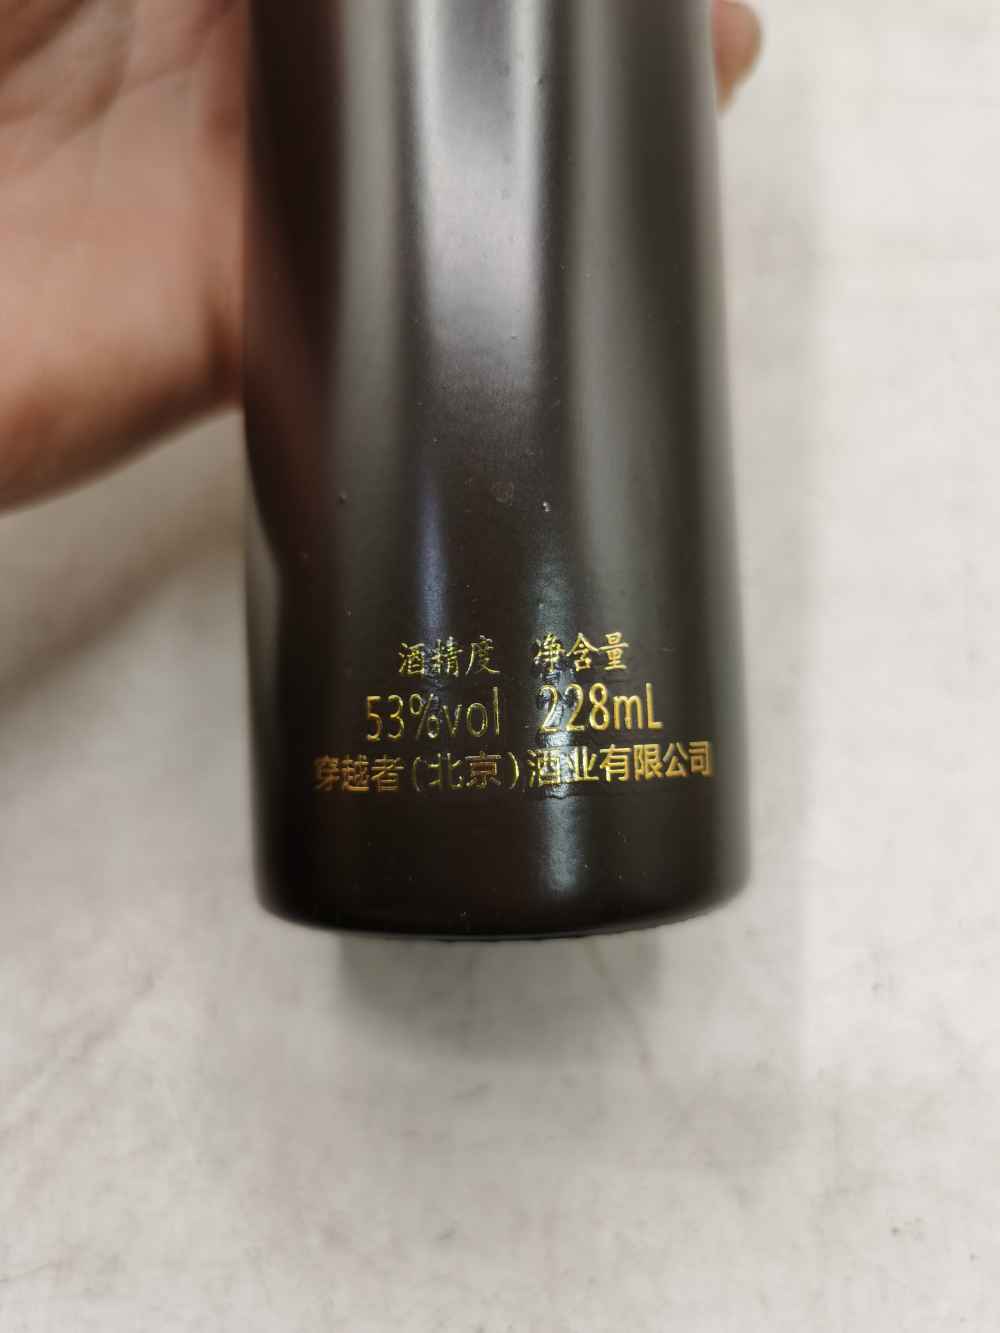 酒精度 净含量
53%vol 228mL
穿越者(北京)酒业有限公司